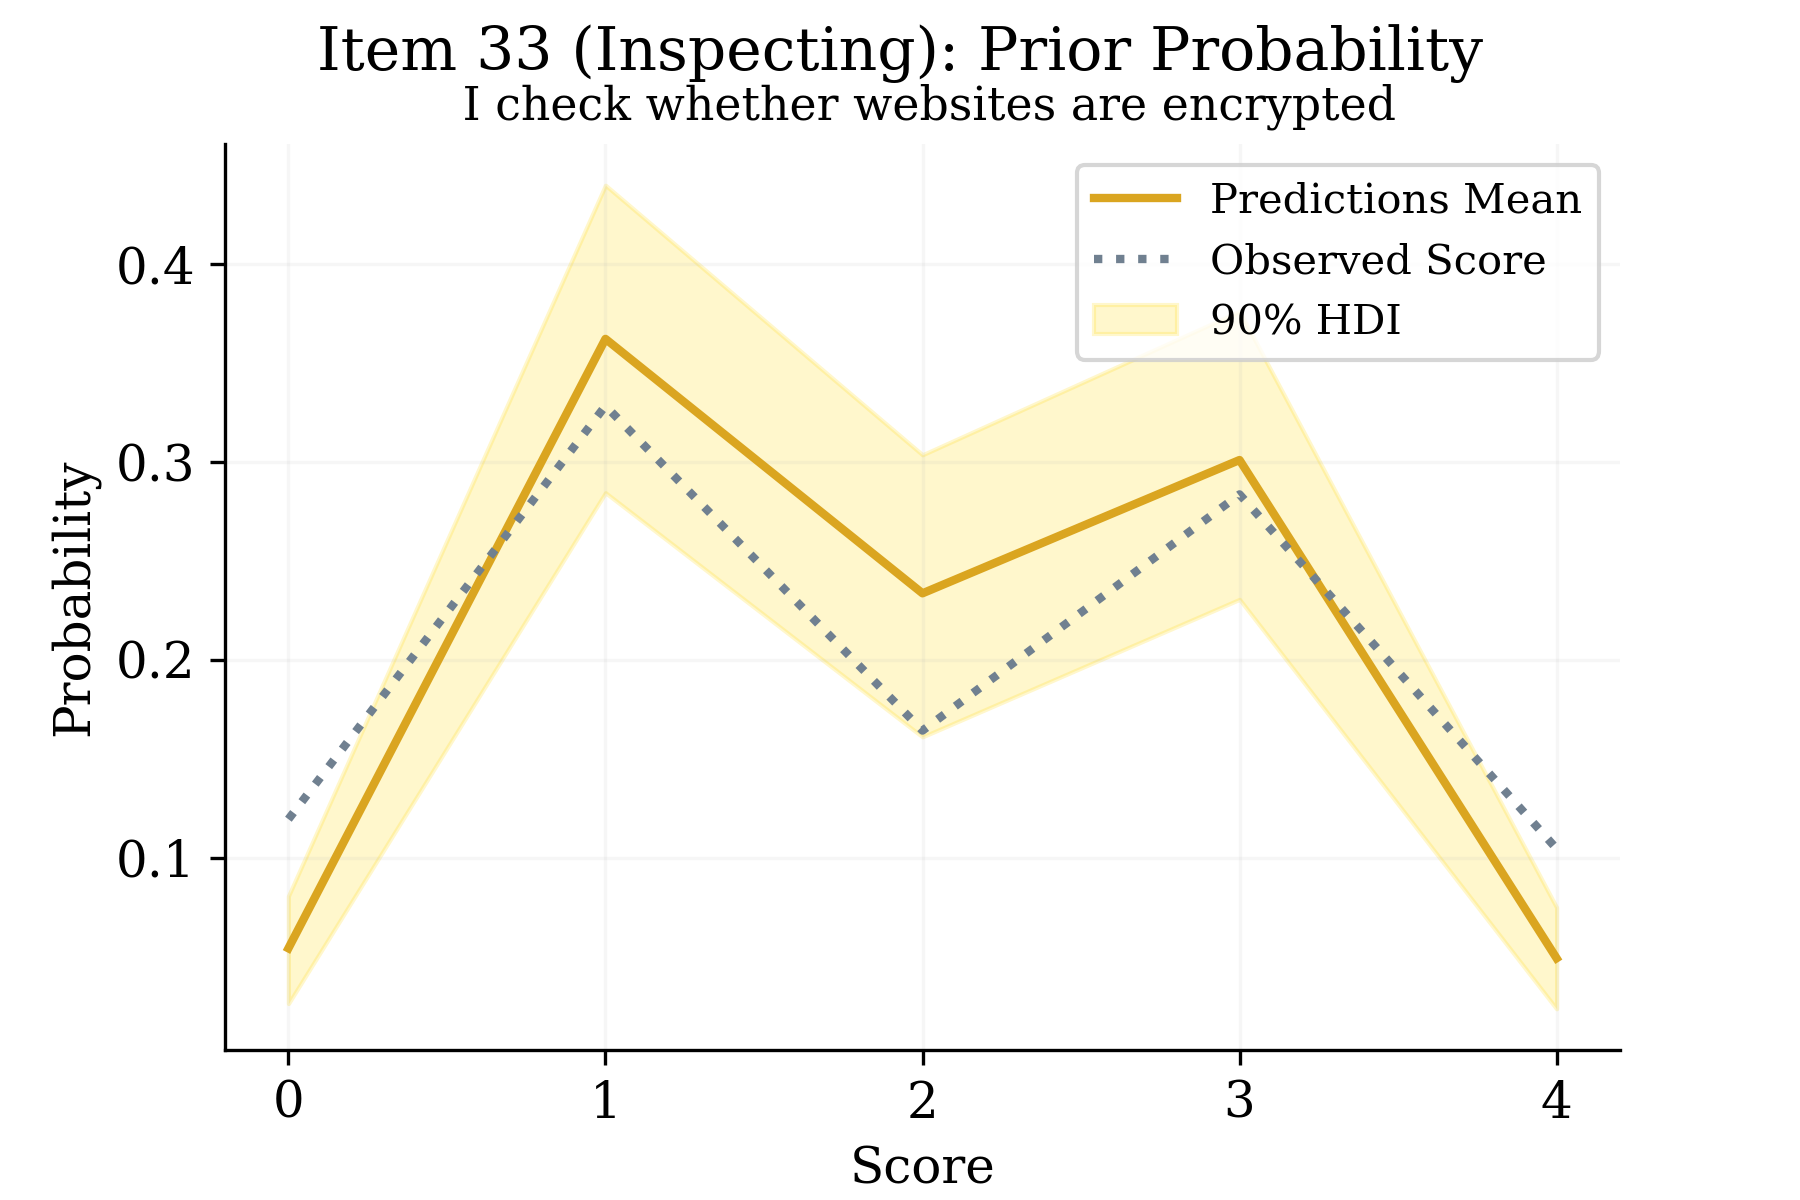 Item 33 (Inspecting): Prior Probability
I check whether websites are encrypted
Predictions Mean
Observed Score
90% HDI
0.4
0.3
0.2
0.1
Probability
0 1 2 3 4
Score